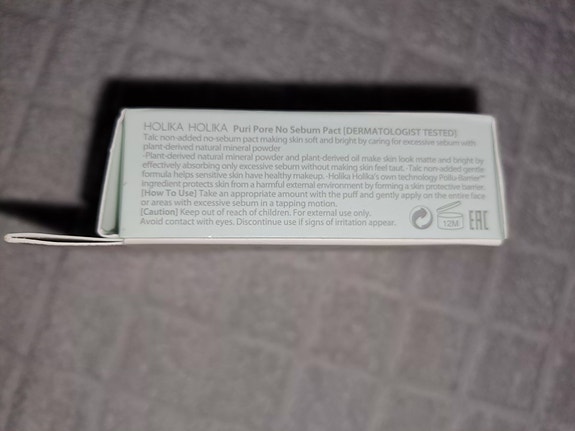 HOLIKA HOLIKA Puri Pore No Sebum Pact [DERMATOLOGIST TESTED]
Talc non-added no-sebum pact making skin soft and bright by caring for excessive sebum with
plant-derived natural mineral powder
-Plant-derived natural mineral powder and plant-derived oil make skin look matte and bright by
effectively absorbing only excessive sebum without making skin feel taut. -Talc non-added gentle
formula helps sensitive skin have healthy makeup. -Holika Holika's own technology Pollu-Barrier™
ingredient protects skin from a harmful external environment by forming a skin protective barrier.
[How To Use] Take an appropriate amount with the puff and gently apply on the entire face
or areas with excessive sebum in a tapping motion.
[Caution] Keep out of reach of children. For external use only.
Avoid contact with eyes. Discontinue use if signs of irritation appear.
12M
EAC